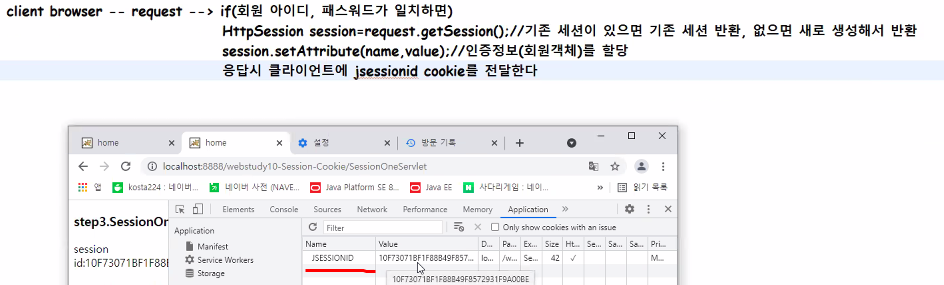 client browser -- request --> if(회원 아이디, 패스워드가 일치하면)
HttpSession session=request.getSession();//기존 세션이 있으면 기존 세션 반환, 없으면 새로 생성해서 반환
session.setAttribute(name,value);//인증정보(회원객체)를 할당
응답시 클라이언트에 jsessionid cookie를 전달한다
home home 설정 방문 기록
localhost:8888/webstudy10-Session-Cookie/SessionOneServlet
앱 kosta224 : 네이버... 네이버 사전 (NAVE... Java Platform SE 8... Java EE 사다리게임 : 네이... » 읽기 목록
Elements Console Sources Network Performance Memory Application »
step3.SessionOn
Application
Filter
Only show cookies with an issue
Manifest
Service Workers
Storage
Name Value D... Pa... Ex... Size Ht... Se... Sa... Sa... Pri...
JSESSIONID 10F73071BF1F88B49F857... lo... /w... Se... 42 ✓ M...
session
id:10F73071BF1F88B
10F73071BF1F88B49F8572931F9A00BE